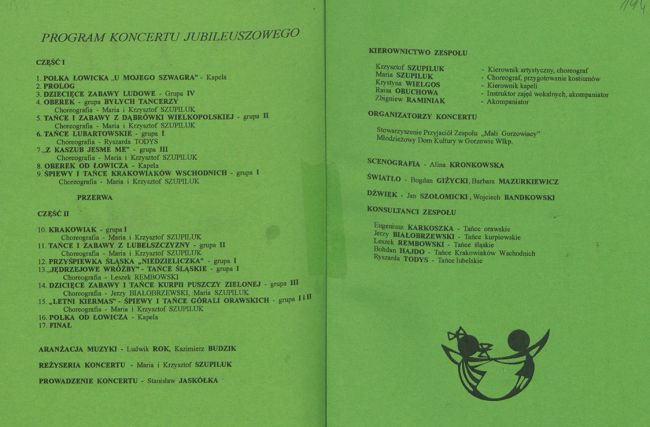 PROGRAM KONCERTU JUBILEUSZOWEGO
CZĘŚĆ I
1. POLKA ŁOWICKA „U MOJEGO SZWAGRA" - Kapela
2. PROLOG
3. DZIECIĘCE ZABAWY LUDOWE - Grupa IV
4. OBEREK - grupa BYŁYCH TANCERZY
Choreografia - Maria i Krzysztof SZUPILUK
5. TAŃCE I ZABAWY Z DĄBRÓWKI WIELKOPOLSKIEJ - grupa II
Choreografia - Maria i Krzysztof SZUPILUK
6. TAŃCE LUBARTOWSKIE - grupa I
Choreografia - Ryszarda TODYS
7. „Z KASZUB JESME ME" - grupa III
Choreografia - Maria i Krzysztof SZUPILUK
8. OBEREK OD ŁOWICZA - Kapela
9. ŚPIEWY I TAŃCE KRAKOWIAKÓW WSCHODNICH - grupa I
Choreografia - Maria i Krzysztof SZUPILUK
PRZERWA
CZĘŚĆ II
10. KRAKOWIAK - grupa I
Choreografia - Maria i Krzysztof SZUPILUK
11. TAŃCE I ZABAWY Z LUBELSZCZYZNY - grupa II
Choreografia - Maria i Krzysztof SZUPILUK
12. PRZYŚPIEWKA ŚLĄSKA „NIEDZIELICZKA" - grupa I
13. „JĘDRZEJOWE WRÓŻBY" - TAŃCE ŚLĄSKIE - grupa I
Choreografia - Leszek REMBOWSKI
14. DZICIĘCE ZABAWY I TAŃCE KURPII PUSZCZY ZIELONEJ - grupa III
Choreografia - Jerzy BIAŁOBRZEWSKI, Maria SZUPILUK
15. „LETNI KIERMAS" - ŚPIEWY I TAŃCE GÓRALI ORAWSKICH - grupa I i II
Choreografia - Maria i Krzysztof SZUPILUK
16. POLKA OD ŁOWICZA - Kapela
17. FINAŁ
ARANŻACJA MUZYKI - Ludwik ROK, Kazimierz BUDZIK
REŻYSERIA KONCERTU - Maria i Krzysztof SZUPILUK
PROWADZENIE KONCERTU - Stanisław JASKÓŁKA
KIEROWNICTWO ZESPOŁU
Krzysztof SZUPILUK - Kierownik artystyczny, choreograf
Maria SZUPILUK - Choreograf, przygotowanie kostiumów
Krystyna WIELGOS - Kierownik kapeli
Raisa OBUCHOWA - Instruktor zajęć wokalnych, akompaniator
Zbigniew RAMINIAK - Akompaniator
ORGANIZATORZY KONCERTU
Stowarzyszenie Przyjaciół Zespołu „Mali Gorzowiacy"
Młodzieżowy Dom Kultury w Gorzowie Wlkp.
SCENOGRAFIA - Alina KRONKOWSKA
ŚWIATŁO - Bogdan GIŻYCKI, Barbara MAZURKIEWICZ
DŹWIĘK - Jan SZOŁOMICKI, Wojciech BANDKOWSKI
KONSULTANCI ZESPOŁU
Eugeniusz KARKOSZKA - Tańce orawskie
Jerzy BIAŁOBRZEWSKI - Tańce kurpiowskie
Leszek REMBOWSKI - Tańce śląskie
Bohdan HAJDO - Tańce Krakowiaków Wschodnich
Ryszarda TODYS - Tańce lubelskie